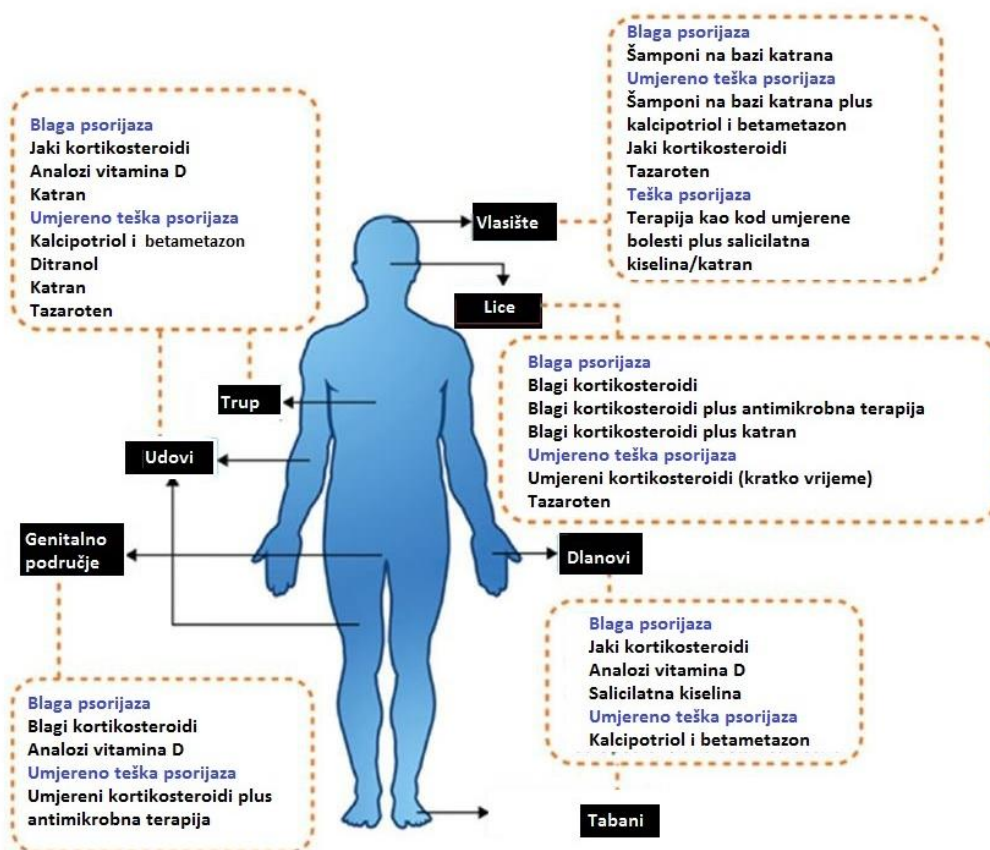 Blaga psorijaza
Šamponi na bazi katrana
Umjereno teška psorijaza
Šamponi na bazi katrana plus
kalcipotriol i betametazon
Jaki kortikosteroidi
Tazaroten
Teška psorijaza
Terapija kao kod umjerene
bolesti plus salicilatna
kiselina/katran
Blaga psorijaza
Jaki kortikosteroidi
Analozi vitamina D
Katran
Umjereno teška psorijaza
Kalcipotriol i betametazon
Ditranol
Katran
Tazaroten
Vlasište
Lice
Blaga psorijaza
Blagi kortikosteroidi
Blagi kortikosteroidi plus antimikrobna terapija
Blagi kortikosteroidi plus katran
Umjereno teška psorijaza
Umjereni kortikosteroidi (kratko vrijeme)
Tazaroten
Trup
Udovi
Genitalno
područje
Dlanovi
Blaga psorijaza
Jaki kortikosteroidi
Analozi vitamina D
Salicilatna kiselina
Umjereno teška psorijaza
Kalcipotriol i betametazon
Blaga psorijaza
Blagi kortikosteroidi
Analozi vitamina D
Umjereno teška psorijaza
Umjereni kortikosteroidi plus
antimikrobna terapija
Tabani